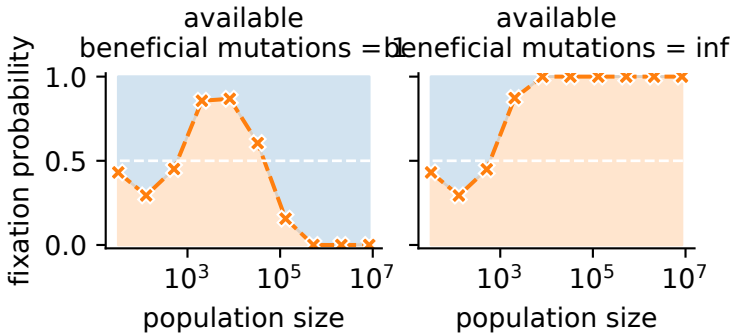 available
beneficial mutations = 1
available
beneficial mutations = inf
fixation probability
1.0
0.5
0.0
10³ 10⁵ 10⁷
10³ 10⁵ 10⁷
population size
population size